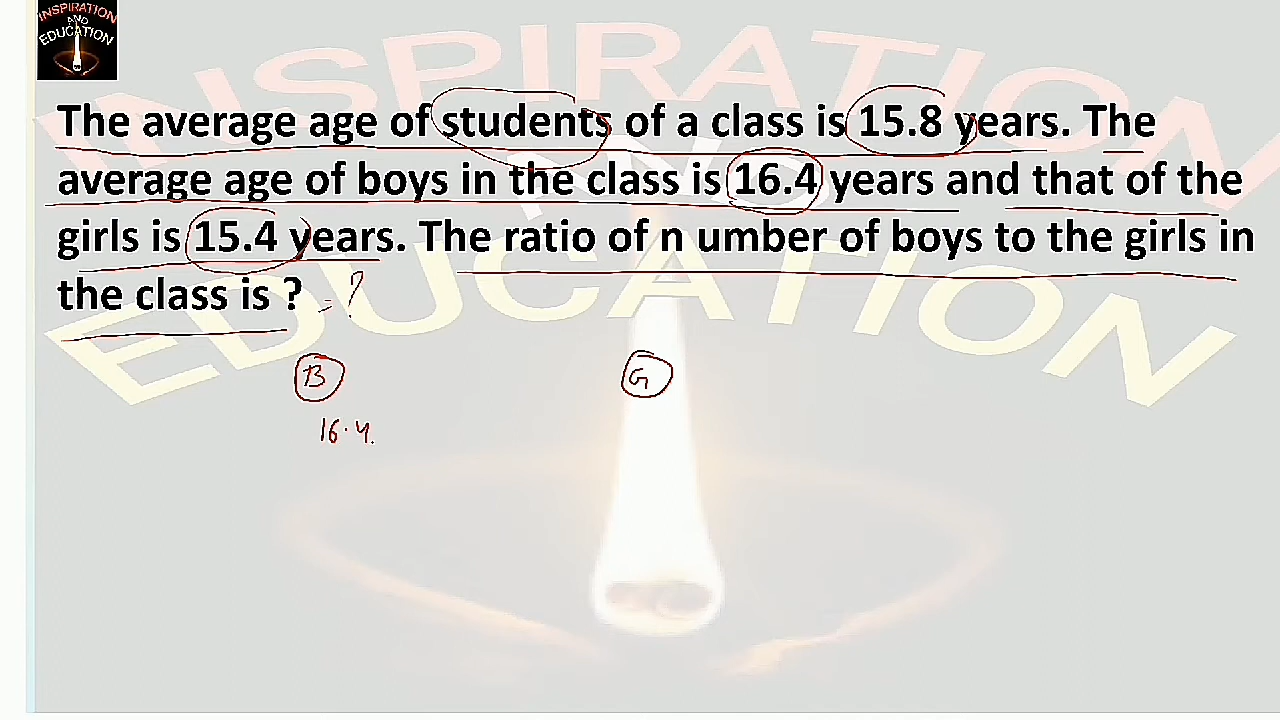 INSPIRATION
AND
EDUCATION
INSPIRATION
AND
EDUCATION
The average age of students of a class is 15.8 years. The
average age of boys in the class is 16.4 years and that of the
girls is 15.4 years. The ratio of n umber of boys to the girls in
the class is ? = ?
B G
16.4